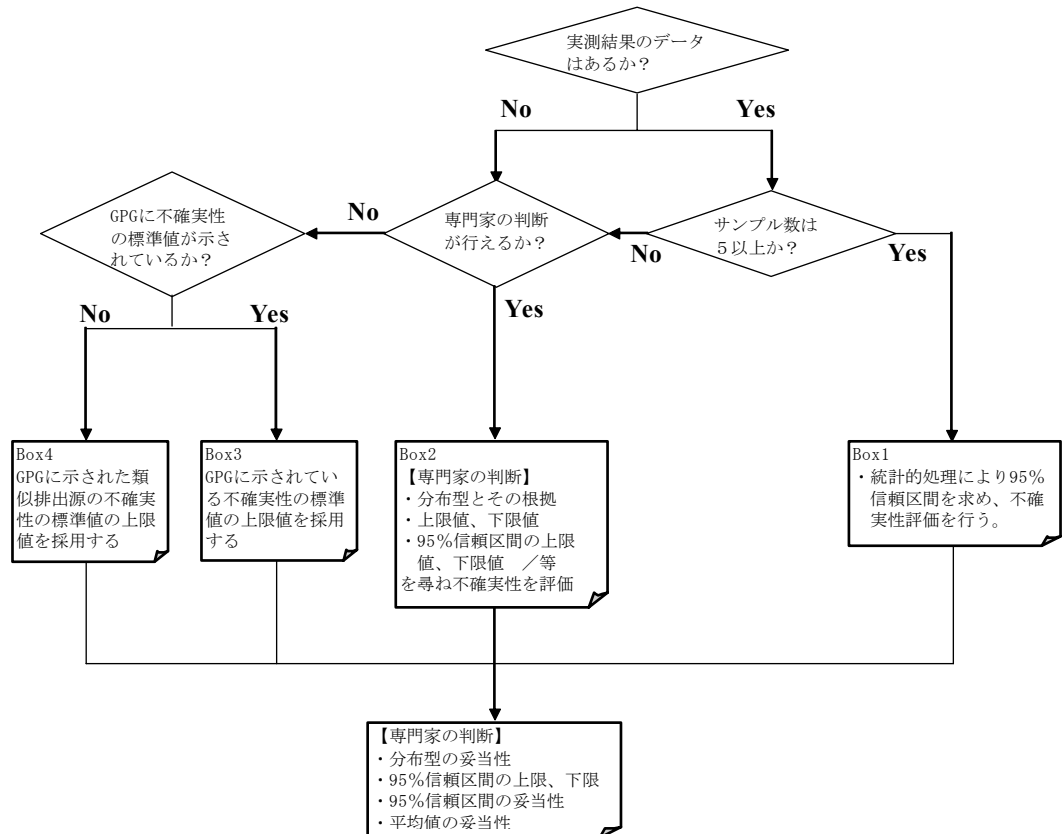 実測結果のデータ
はあるか？
No
Yes
GPGに不確実性
の標準値が示さ
れているか？
No
専門家の判断
が行えるか？
No
サンプル数は
５以上か？
Yes
No
Yes
Yes
Box4
GPGに示された類
似排出源の不確実
性の標準値の上限
値を採用する
Box3
GPGに示されてい
る不確実性の標準
値の上限値を採用
する
Box2
【専門家の判断】
・分布型とその根拠
・上限値、下限値
・95%信頼区間の上限
値、下限値　／等
を尋ね不確実性を評価
Box1
・統計的処理により95%
信頼区間を求め、不確
実性評価を行う。
【専門家の判断】
・分布型の妥当性
・95%信頼区間の上限、下限
・95%信頼区間の妥当性
・平均値の妥当性